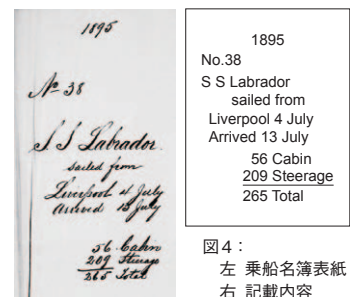 1895
Nº 38
S S Labrador
sailed from
Liverpool 4 July
Arrived 13 July
56 Cabin
209 Steerage
265 Total
1895
No.38
S S Labrador
sailed from
Liverpool 4 July
Arrived 13 July
56 Cabin
209 Steerage
265 Total
図4：
左 乗船名簿表紙
右 記載内容